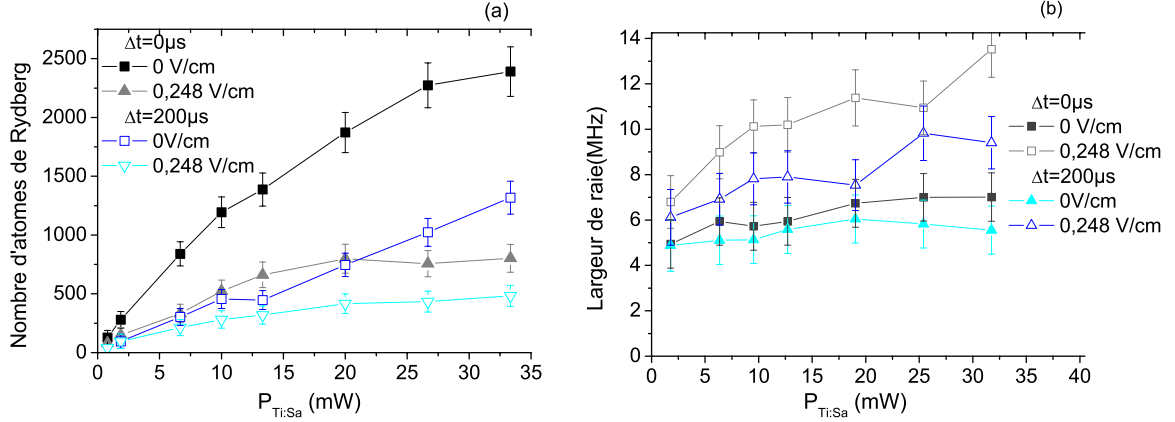 (a)
Nombre d'atomes de Rydberg
2500
2000
1500
1000
500
0
Δt=0µs
0 V/cm
0,248 V/cm
Δt=200µs
0V/cm
0,248 V/cm
0 5 10 15 20 25 30 35
P Ti:Sa (mW)
(b)
Largeur de raie(MHz)
14
12
10
8
6
4
2
0
Δt=0µs
0 V/cm
0,248 V/cm
Δt=200µs
0V/cm
0,248 V/cm
0 5 10 15 20 25 30 35 40
P Ti:Sa (mW)